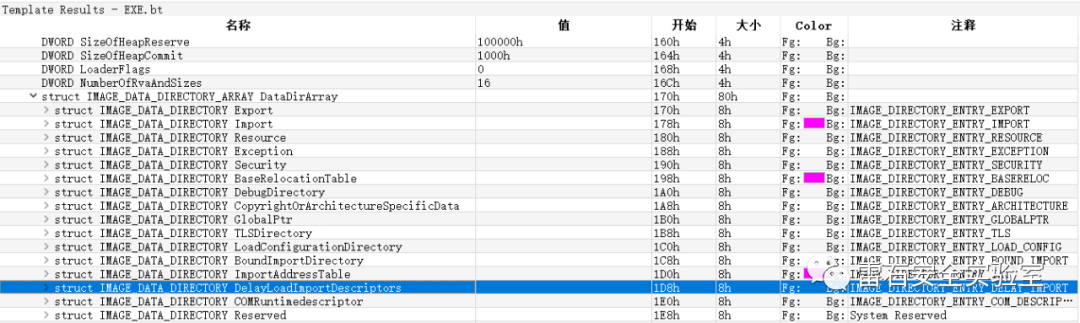 Template Results - EXE.bt
名称 值 开始 大小 Color 注释
DWORD SizeOfHeapReserve 100000h 160h 4h Fg: Bg:
DWORD SizeOfHeapCommit 1000h 164h 4h Fg: Bg:
DWORD LoaderFlags 0 168h 4h Fg: Bg:
DWORD NumberOfRvaAndSizes 16 16Ch 4h Fg: Bg:
struct IMAGE_DATA_DIRECTORY_ARRAY DataDirArray 170h 80h Fg: Bg:
struct IMAGE_DATA_DIRECTORY Export 170h 8h Fg: Bg: IMAGE_DIRECTORY_ENTRY_EXPORT
struct IMAGE_DATA_DIRECTORY Import 178h 8h Fg: Bg: IMAGE_DIRECTORY_ENTRY_IMPORT
struct IMAGE_DATA_DIRECTORY Resource 180h 8h Fg: Bg: IMAGE_DIRECTORY_ENTRY_RESOURCE
struct IMAGE_DATA_DIRECTORY Exception 188h 8h Fg: Bg: IMAGE_DIRECTORY_ENTRY_EXCEPTION
struct IMAGE_DATA_DIRECTORY Security 190h 8h Fg: Bg: IMAGE_DIRECTORY_ENTRY_SECURITY
struct IMAGE_DATA_DIRECTORY BaseRelocationTable 198h 8h Fg: Bg: IMAGE_DIRECTORY_ENTRY_BASERELOC
struct IMAGE_DATA_DIRECTORY DebugDirectory 1A0h 8h Fg: Bg: IMAGE_DIRECTORY_ENTRY_DEBUG
struct IMAGE_DATA_DIRECTORY CopyrightOrArchitectureSpecificData 1A8h 8h Fg: Bg: IMAGE_DIRECTORY_ENTRY_ARCHITECTURE
struct IMAGE_DATA_DIRECTORY GlobalPtr 1B0h 8h Fg: Bg: IMAGE_DIRECTORY_ENTRY_GLOBALPTR
struct IMAGE_DATA_DIRECTORY TLSDirectory 1B8h 8h Fg: Bg: IMAGE_DIRECTORY_ENTRY_TLS
struct IMAGE_DATA_DIRECTORY LoadConfigurationDirectory 1C0h 8h Fg: Bg: IMAGE_DIRECTORY_ENTRY_LOAD_CONFIG
struct IMAGE_DATA_DIRECTORY BoundImportDirectory 1C8h 8h Fg: Bg: IMAGE_DIRECTORY_ENTRY_BOUND_IMPORT
struct IMAGE_DATA_DIRECTORY ImportAddressTable 1D0h 8h Fg:
雷石安全实验室
struct IMAGE_DATA_DIRECTORY DelayLoadImportDescriptors 1D8h 8h Fg: Bg: IMAGE_DIRECTORY_ENTRY_DELAY_IMPORT
struct IMAGE_DATA_DIRECTORY COMRuntimedescriptor 1E0h 8h Fg: Bg: IMAGE_DIRECTORY_ENTRY_COM_DESCRIP...
struct IMAGE_DATA_DIRECTORY Reserved 1E8h 8h Fg: Bg: System Reserved